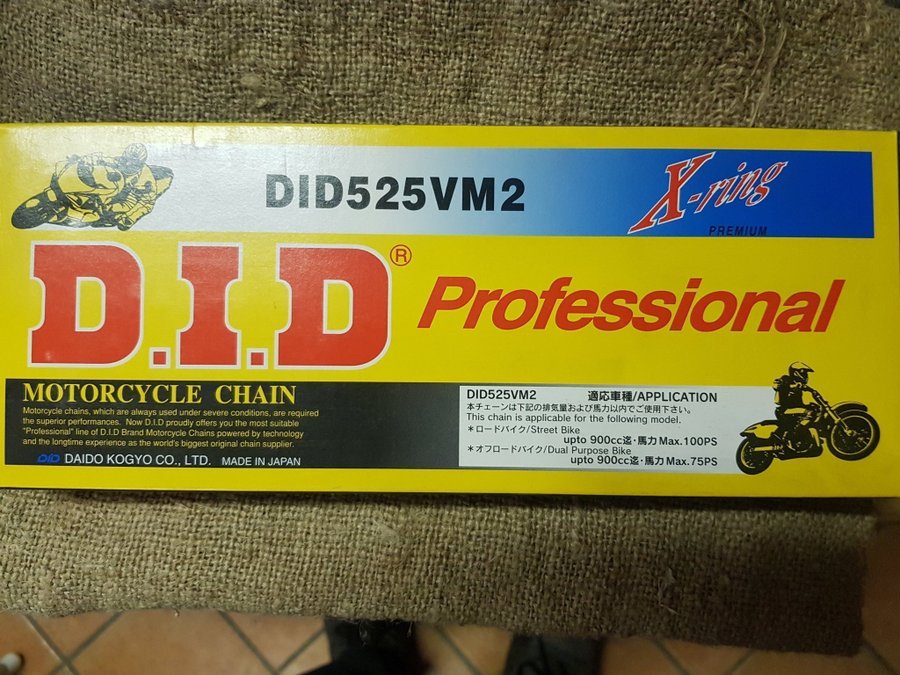 DID525VM2
X-ring
PREMIUM
D.I.D®
Professional
MOTORCYCLE CHAIN
Motorcycle chains, which are always used under severe conditions, are required
the superior performances. Now D.I.D proudly offers you the most suitable
"Professional" line of D.I.D Brand Motorcycle Chains powered by technology
and the longtime experience as the world's biggest original chain supplier.
DID DAIDO KOGYO CO., LTD. MADE IN JAPAN
DID525VM2 適応車種/APPLICATION
本チェーンは下記の排気量および馬力以内でご使用下さい。
This chain is applicable for the following model.
*ロードバイク/Street Bike
upto 900cc迄・馬力 Max.100PS
*オフロードバイク/Dual Purpose Bike
upto 900cc迄・馬力 Max.75PS